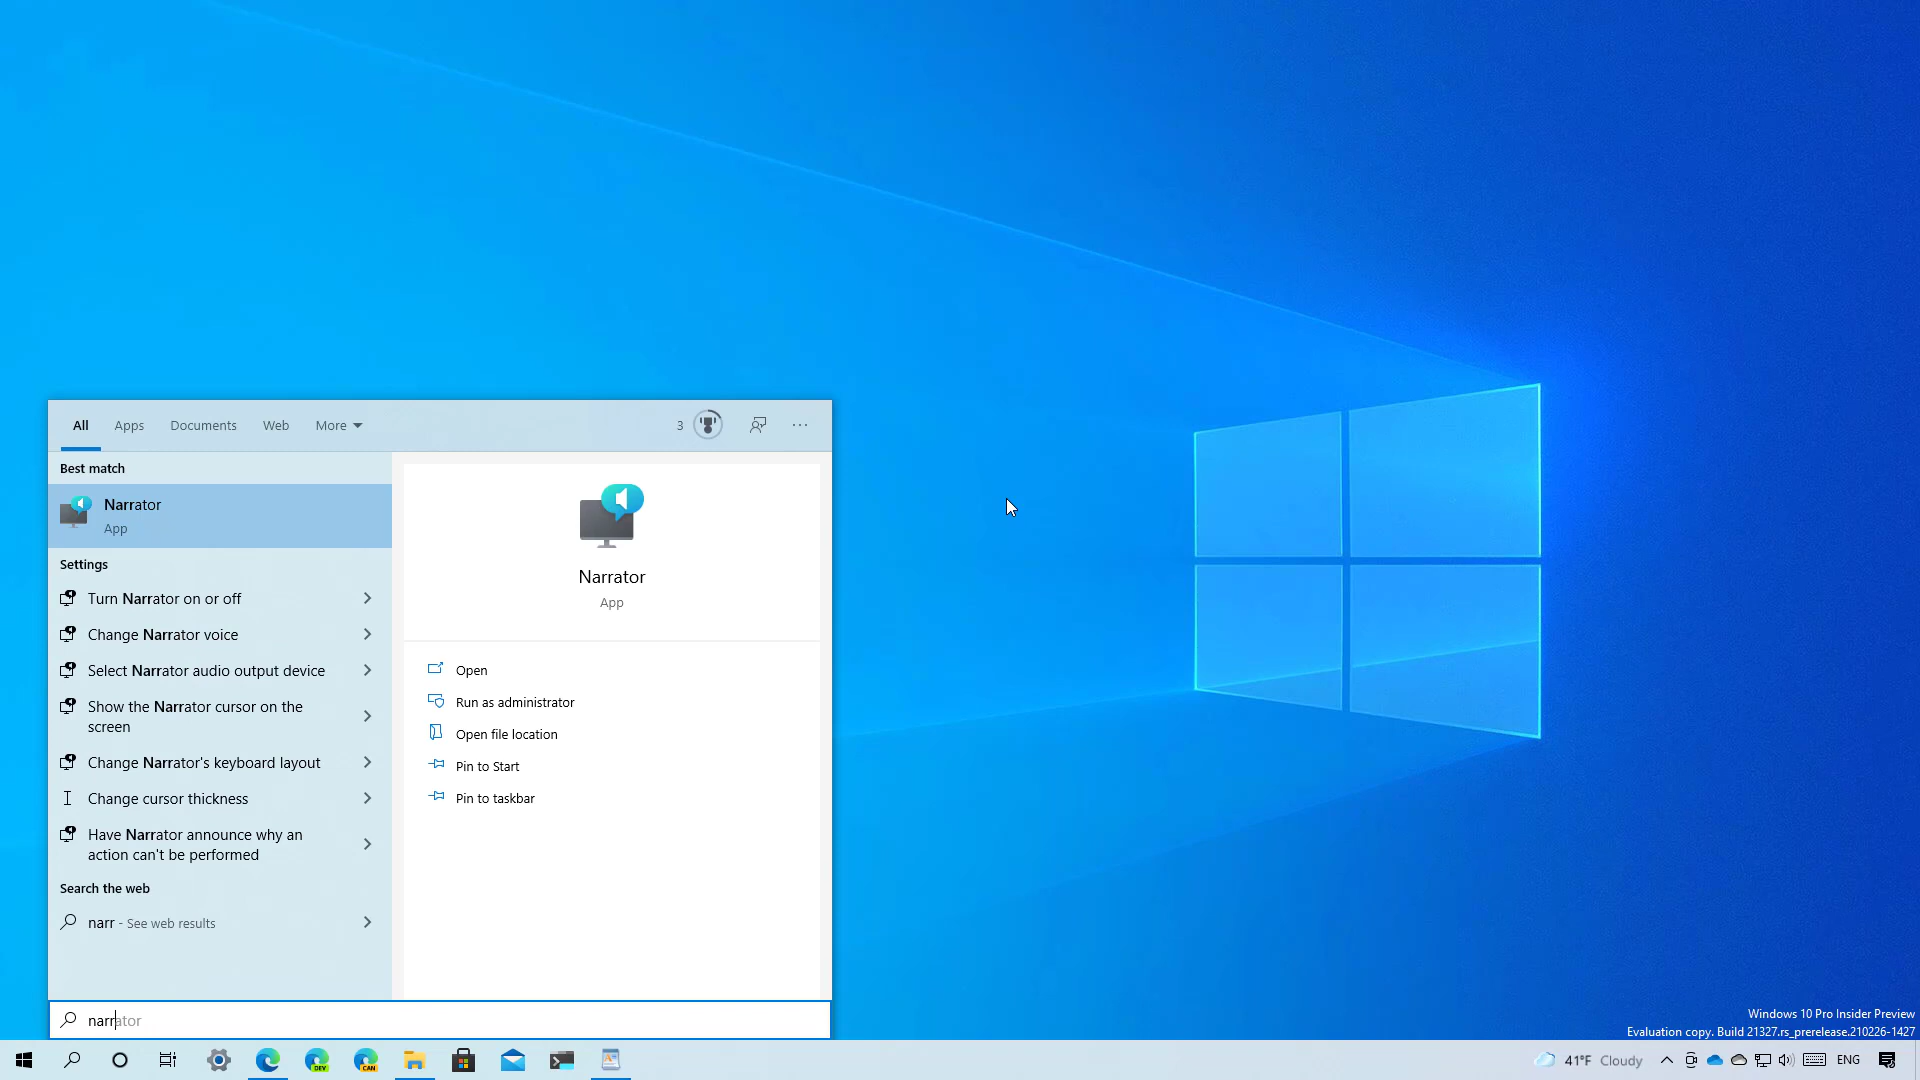 All
Apps
Documents
Web
More
3
Best match
Narrator
App
Settings
Turn Narrator on or off
Change Narrator voice
Select Narrator audio output device
Show the Narrator cursor on the
screen
Change Narrator's keyboard layout
Change cursor thickness
Have Narrator announce why an
action can't be performed
Search the web
narr - See web results
Narrator
App
Open
Run as administrator
Open file location
Pin to Start
Pin to taskbar
narrator
Windows 10 Pro Insider Preview
Evaluation copy. Build 21327.rs_prerelease.210226-1427
DEV
CAN
41°F Cloudy
ENG